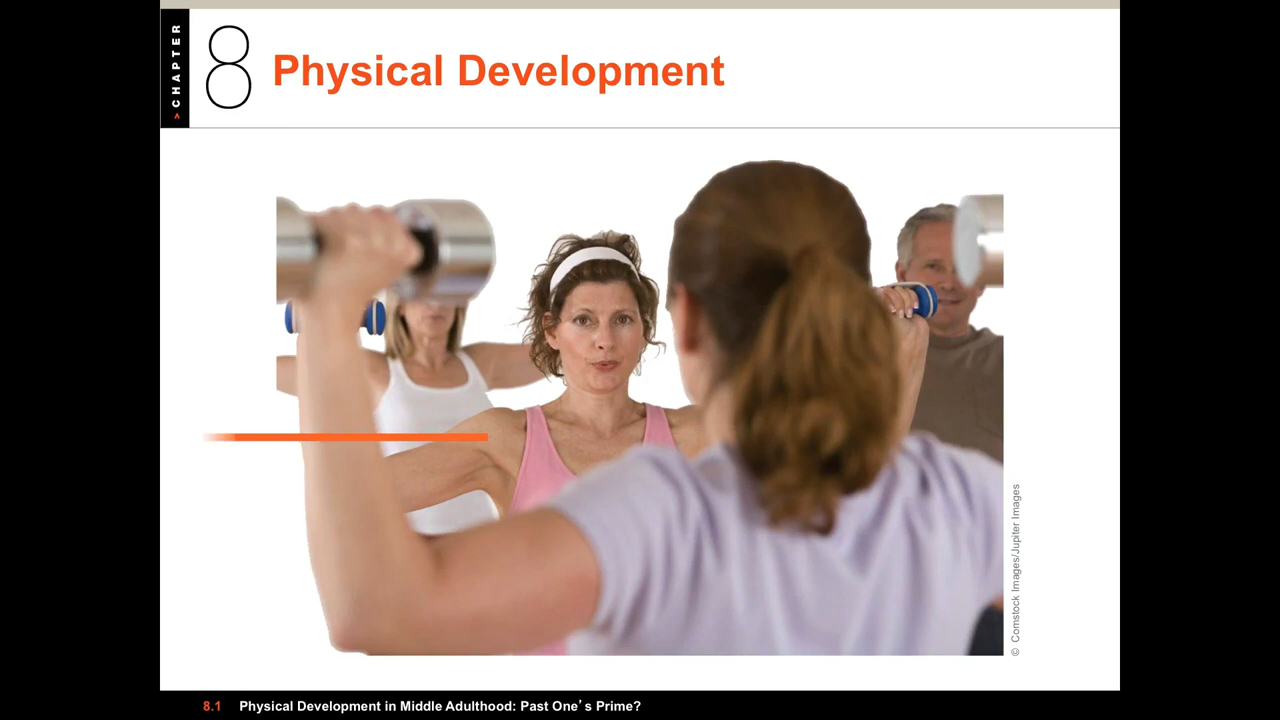 > CHAPTER
8 Physical Development
© Comstock Images/Jupiter Images
8.1 Physical Development in Middle Adulthood: Past One's Prime?